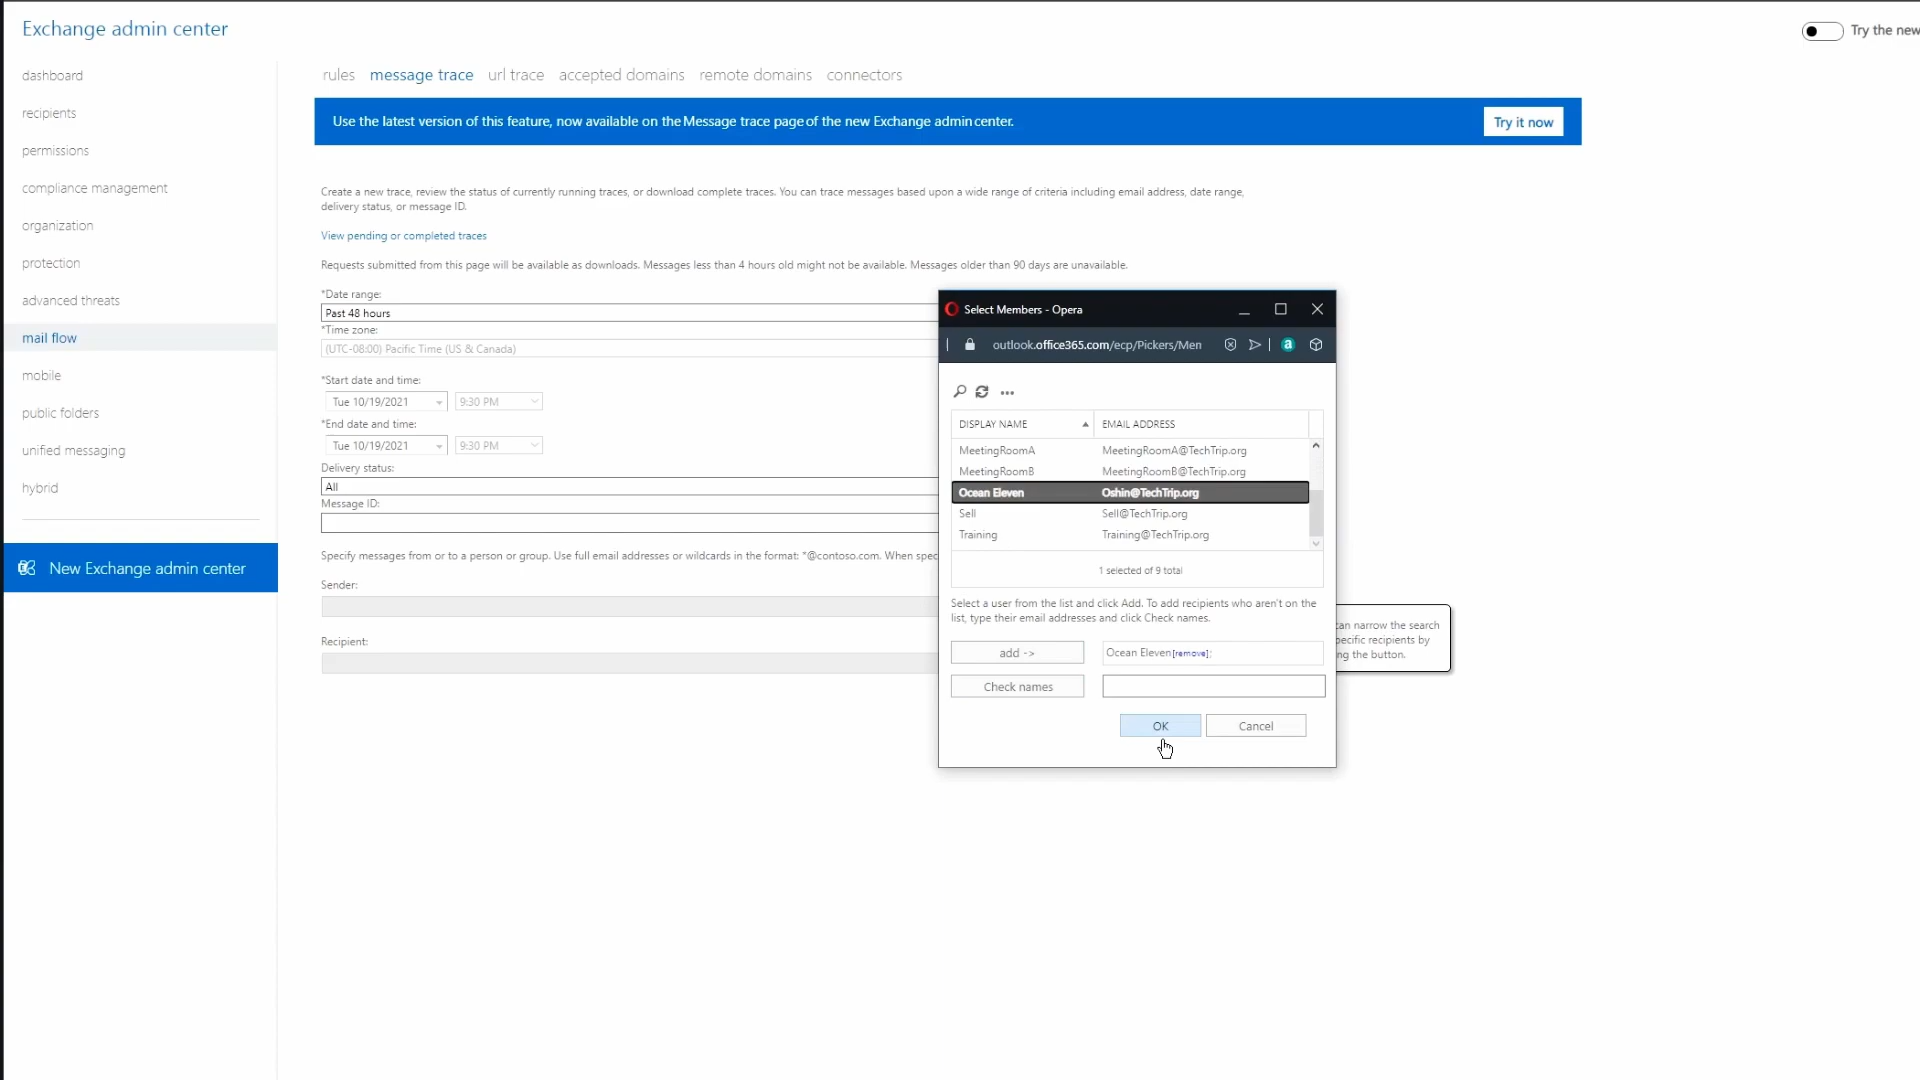 Exchange admin center
Try the new
dashboard
recipients
permissions
compliance management
organization
protection
advanced threats
mail flow
mobile
public folders
unified messaging
hybrid
New Exchange admin center
rules message trace url trace accepted domains remote domains connectors
Use the latest version of this feature, now available on the Message trace page of the new Exchange admin center.
Try it now
Create a new trace, review the status of currently running traces, or download complete traces. You can trace messages based upon a wide range of criteria including email address, date range,
delivery status, or message ID.
View pending or completed traces
Requests submitted from this page will be available as downloads. Messages less than 4 hours old might not be available. Messages older than 90 days are unavailable.
*Date range:
Past 48 hours
*Time zone:
(UTC-08:00) Pacific Time (US & Canada)
*Start date and time:
Tue 10/19/2021 9:30 PM
*End date and time:
Tue 10/19/2021 9:30 PM
Delivery status:
All
Message ID:
Specify messages from or to a person or group. Use full email addresses or wildcards in the format: *@contoso.com. When spec
Sender:
Recipient:
Select Members - Opera
outlook.office365.com/ecp/Pickers/Mem
a
DISPLAY NAME EMAIL ADDRESS
MeetingRoomA MeetingRoomA@TechTrip.org
MeetingRoomB MeetingRoomB@TechTrip.org
Ocean Eleven Oshin@TechTrip.org
Sell Sell@TechTrip.org
Training Training@TechTrip.org
1 selected of 9 total
Select a user from the list and click Add. To add recipients who aren't on the
list, type their email addresses and click Check names.
add -> Ocean Eleven[remove];
Check names
OK Cancel
can narrow the search
pecific recipients by
ng the button.